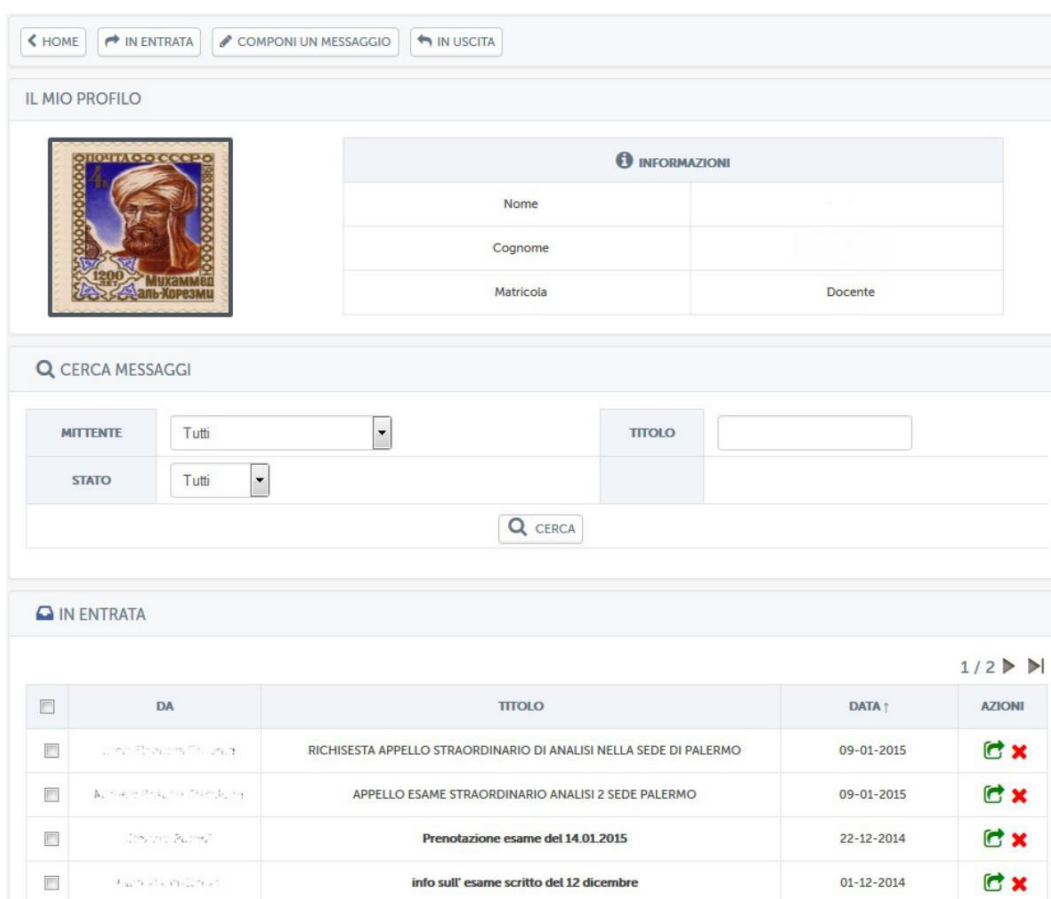 HOME IN ENTRATA COMPONI UN MESSAGGIO IN USCITA
IL MIO PROFILO
ПОЧТА СССР
4к
1200
ЛЕТ
Мухаммед
аль-Хорезми
INFORMAZIONI
Nome
Cognome
Matricola Docente
CERCA MESSAGGI
MITTENTE Tutti TITOLO
STATO Tutti
CERCA
IN ENTRATA
1 / 2
DA TITOLO DATA ↑ AZIONI
RICHISESTA APPELLO STRAORDINARIO DI ANALISI NELLA SEDE DI PALERMO 09-01-2015
APPELLO ESAME STRAORDINARIO ANALISI 2 SEDE PALERMO 09-01-2015
Prenotazione esame del 14.01.2015 22-12-2014
info sull' esame scritto del 12 dicembre 01-12-2014